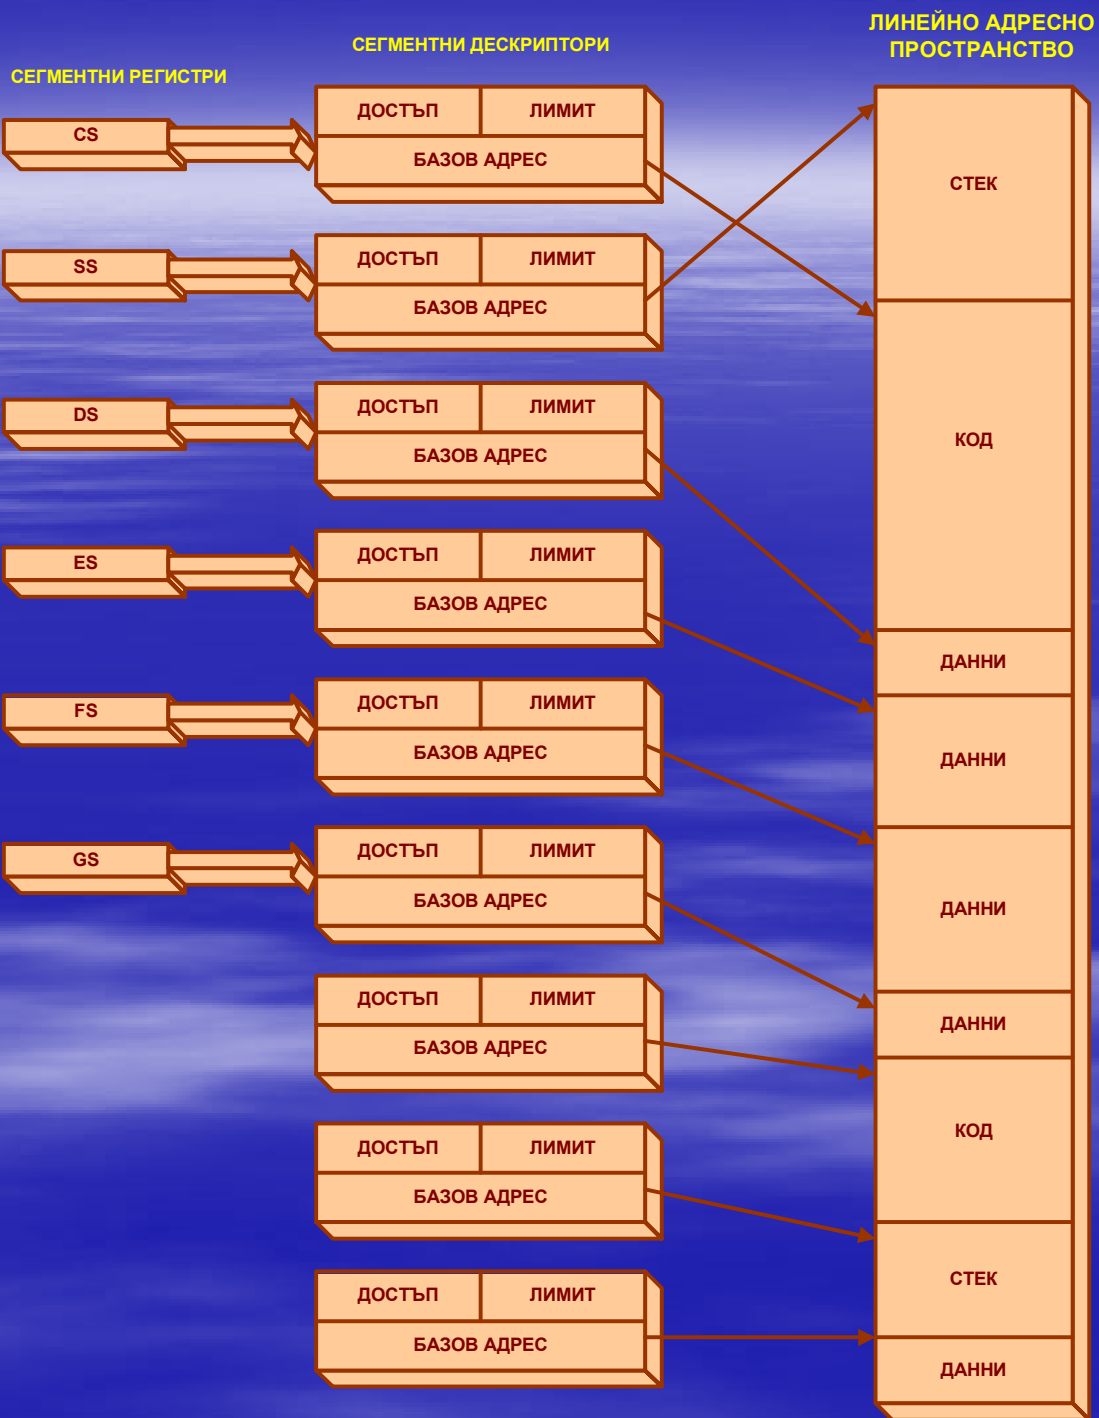 ЛИНЕЙНО АДРЕСНО
ПРОСТРАНСТВО
СЕГМЕНТНИ ДЕСКРИПТОРИ
СЕГМЕНТНИ РЕГИСТРИ
CS
ДОСТЪП ЛИМИТ
БАЗОВ АДРЕС
СТЕК
SS
ДОСТЪП ЛИМИТ
БАЗОВ АДРЕС
DS
ДОСТЪП ЛИМИТ
БАЗОВ АДРЕС
КОД
ES
ДОСТЪП ЛИМИТ
БАЗОВ АДРЕС
ДАННИ
FS
ДОСТЪП ЛИМИТ
БАЗОВ АДРЕС
ДАННИ
GS
ДОСТЪП ЛИМИТ
БАЗОВ АДРЕС
ДАННИ
ДОСТЪП ЛИМИТ
БАЗОВ АДРЕС
ДАННИ
КОД
ДОСТЪП ЛИМИТ
БАЗОВ АДРЕС
СТЕК
ДОСТЪП ЛИМИТ
БАЗОВ АДРЕС
ДАННИ